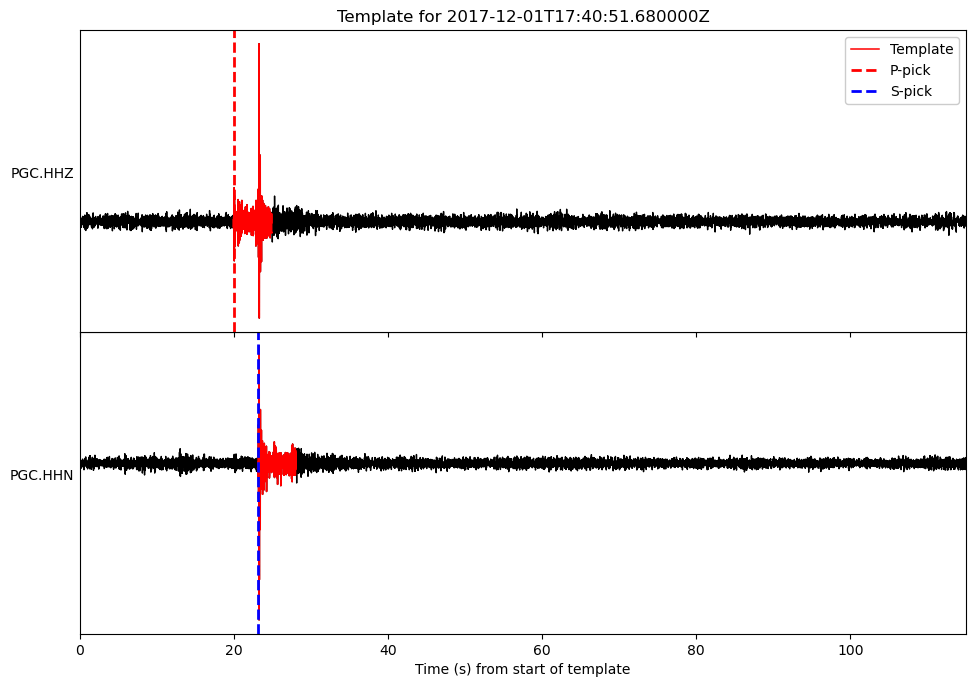 Template for 2017-12-01T17:40:51.680000Z
Template
P-pick
S-pick
PGC.HHZ
PGC.HHN
0 20 40 60 80 100
Time (s) from start of template